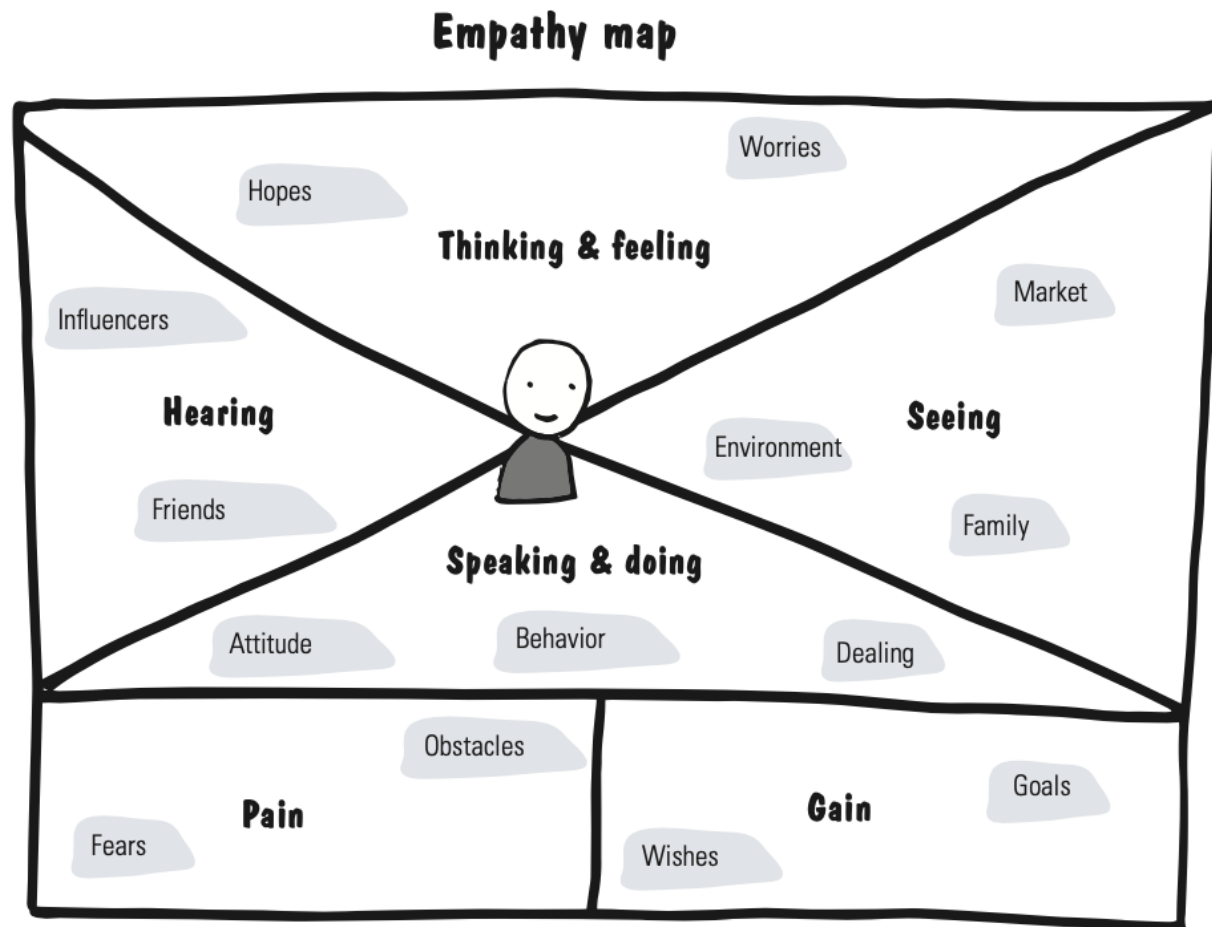 Empathy map
Worries
Hopes
Thinking & feeling
Influencers
Hearing
Friends
Market
Seeing
Environment
Family
Speaking & doing
Attitude
Behavior
Dealing
Obstacles
Pain
Fears
Goals
Gain
Wishes